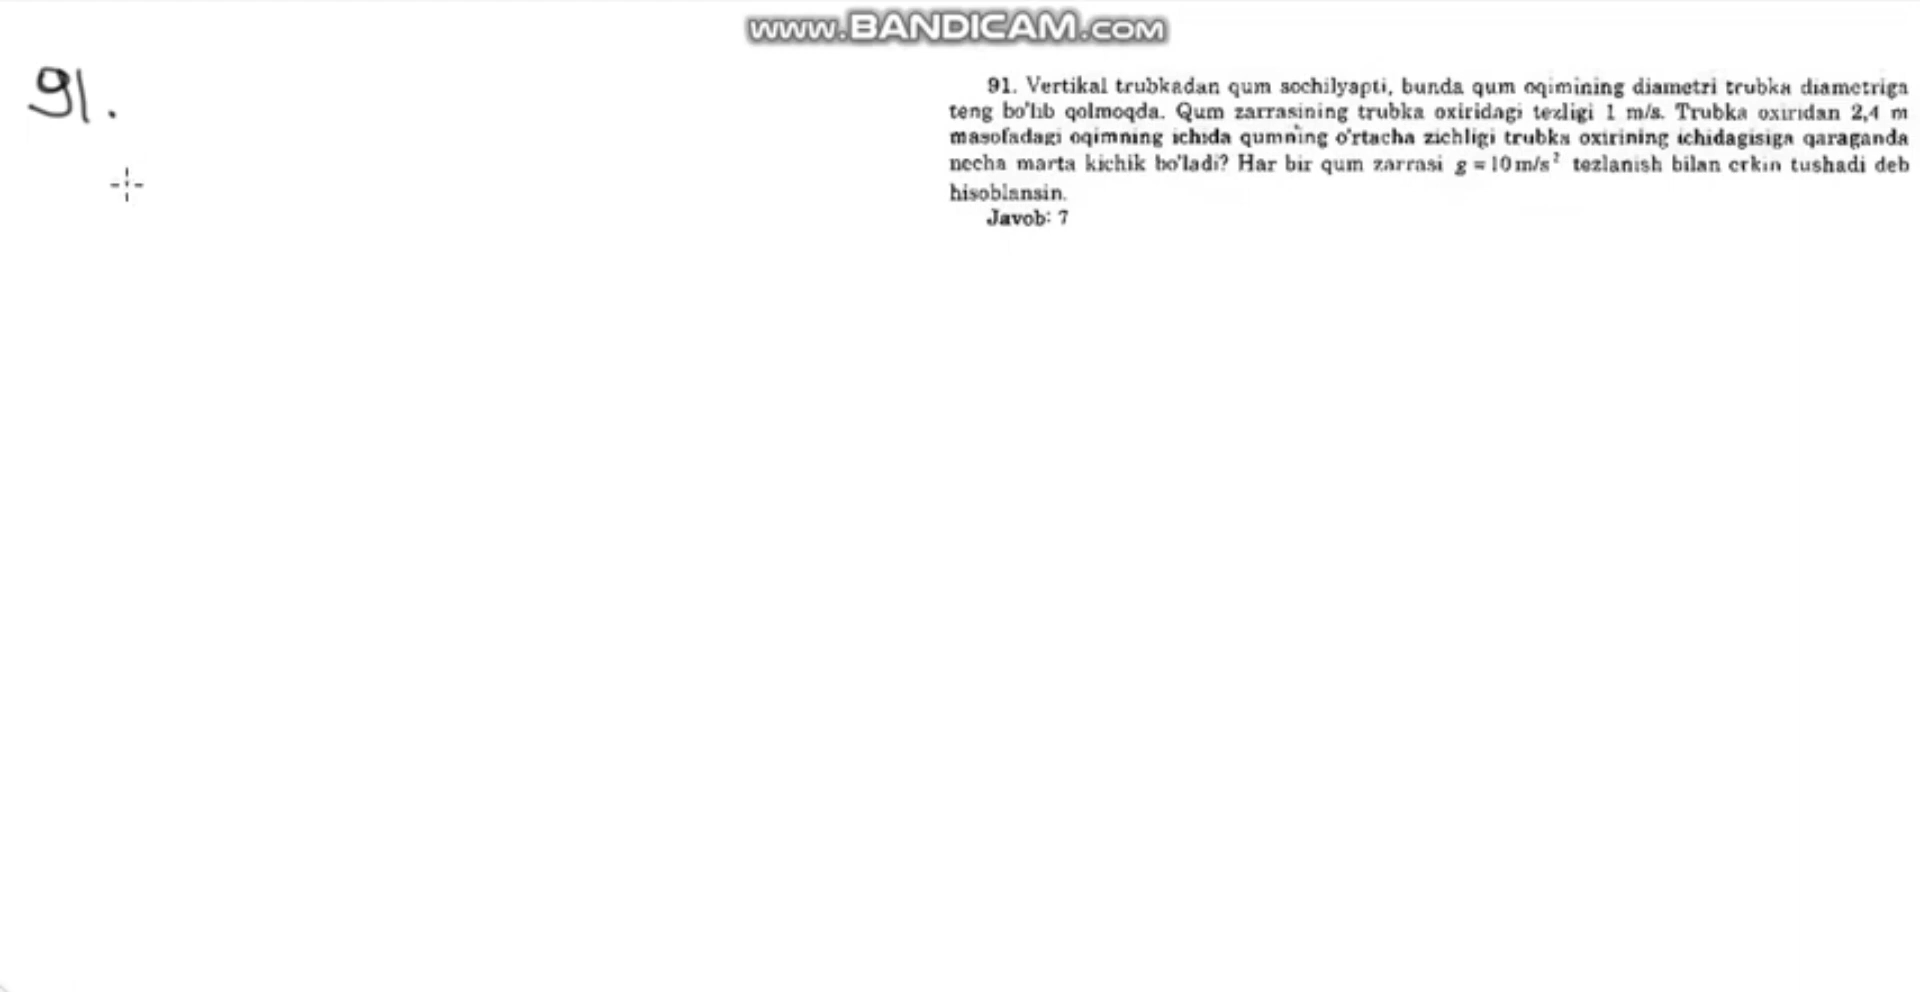 www.BANDICAM.COM
91.
91. Vertikal trubkadan qum sochilyapti, bunda qum oqimining diametri trubka diametriga
teng bo'lib qolmoqda. Qum zarrasining trubka oxiridagi tezligi 1 m/s. Trubka oxiridan 2,4 m
masofadagi oqimning ichida qumning o'rtacha zichligi trubka oxirining ichidagisiga qaraganda
necha marta kichik bo'ladi? Har bir qum zarrasi g = 10 m/s² tezlanish bilan erkin tushadi deb
hisoblansin.
Javob: 7